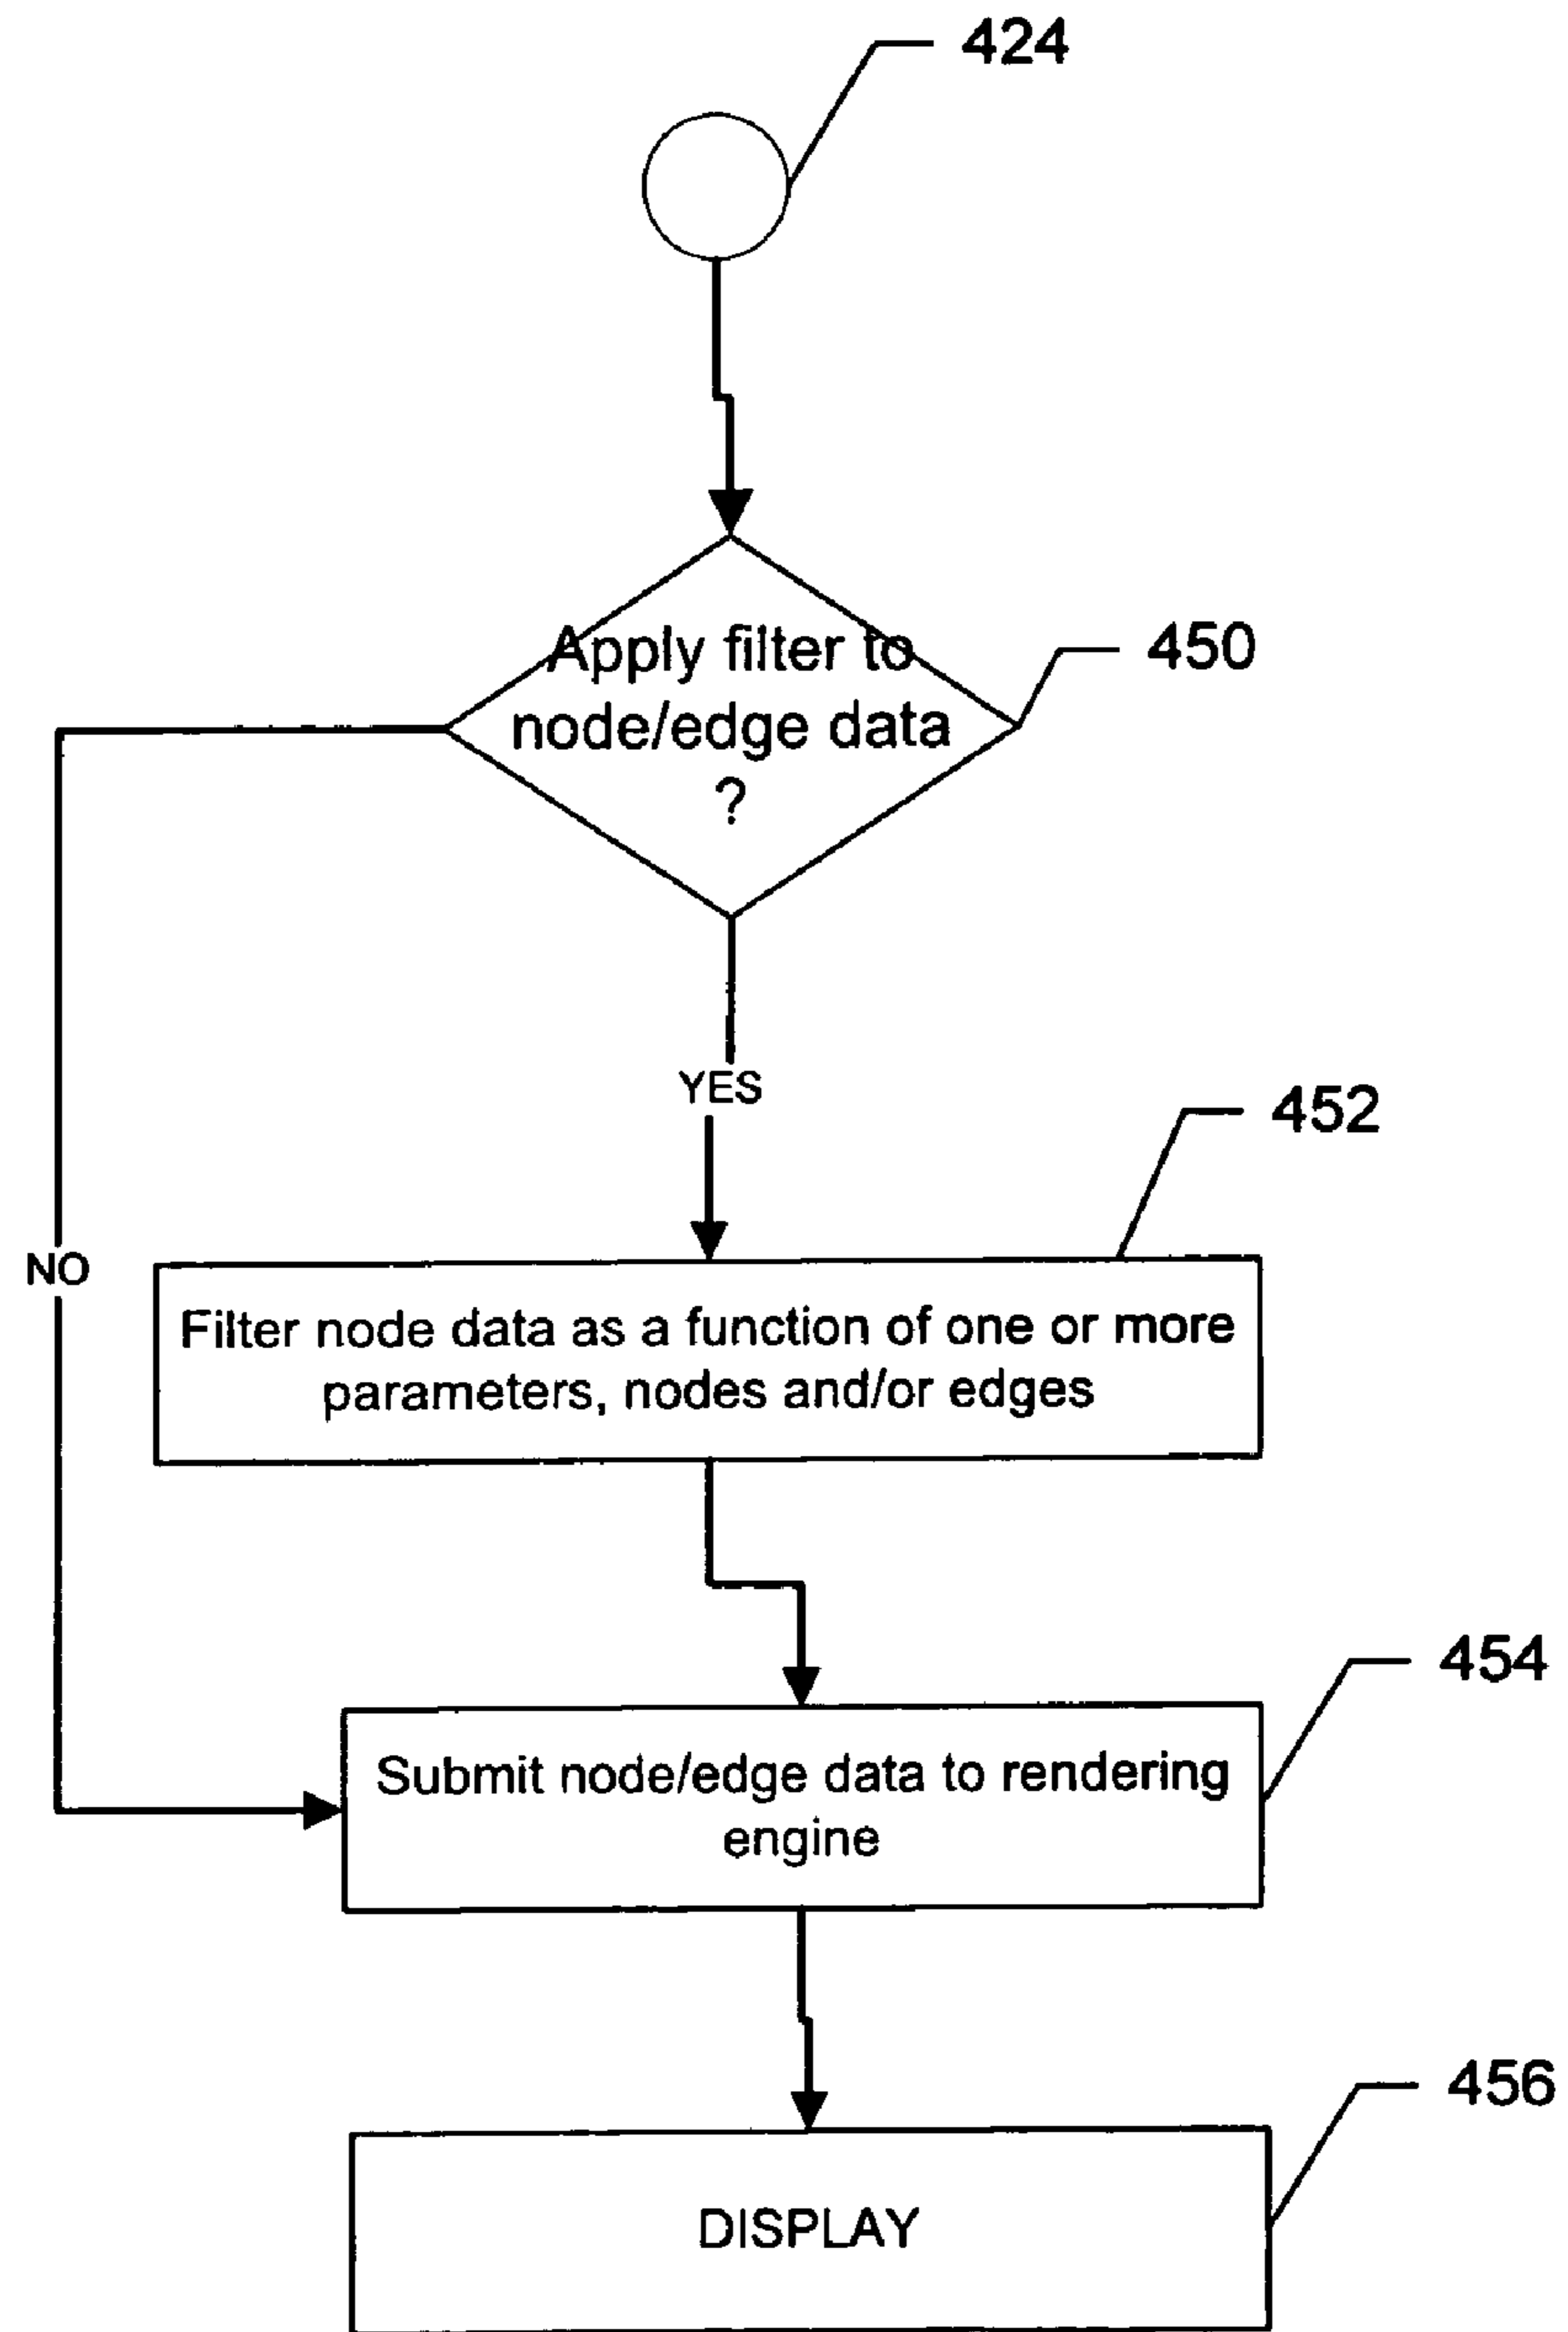 424
Apply filter to
node/edge data
?
450
YES
452
NO
Filter node data as a function of one or more
parameters, nodes and/or edges
454
Submit node/edge data to rendering
engine
456
DISPLAY